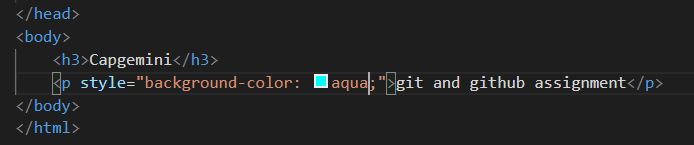 </head>
<body>
<h3>Capgemini</h3>
<p style="background-color: aqua;">git and github assignment</p>
</body>
</html>